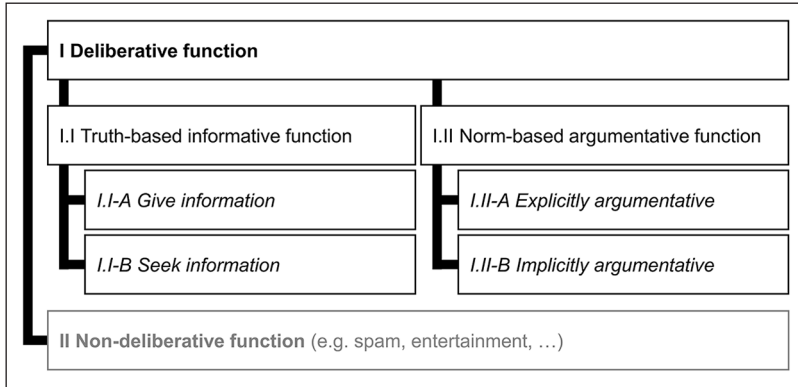 I Deliberative function
I.I Truth-based informative function
I.II Norm-based argumentative function
I.I-A Give information
I.II-A Explicitly argumentative
I.I-B Seek information
I.II-B Implicitly argumentative
II Non-deliberative function (e.g. spam, entertainment, …)